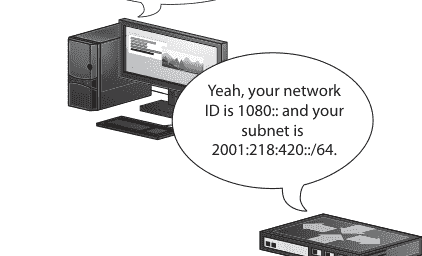 Yeah, your network
ID is 1080:: and your
subnet is
2001:218:420::/64.